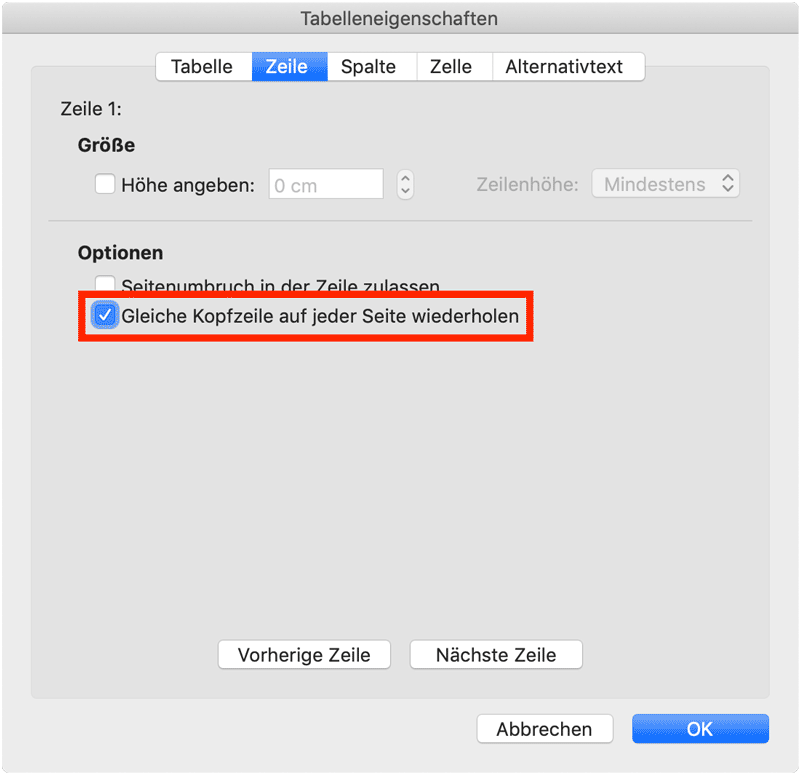 Tabelleneigenschaften
Tabelle Zeile Spalte Zelle Alternativtext
Zeile 1:
Größe
Höhe angeben: 0 cm Zeilenhöhe: Mindestens
Optionen
Seitenumbruch in der Zeile zulassen
Gleiche Kopfzeile auf jeder Seite wiederholen
Vorherige Zeile Nächste Zeile
Abbrechen OK